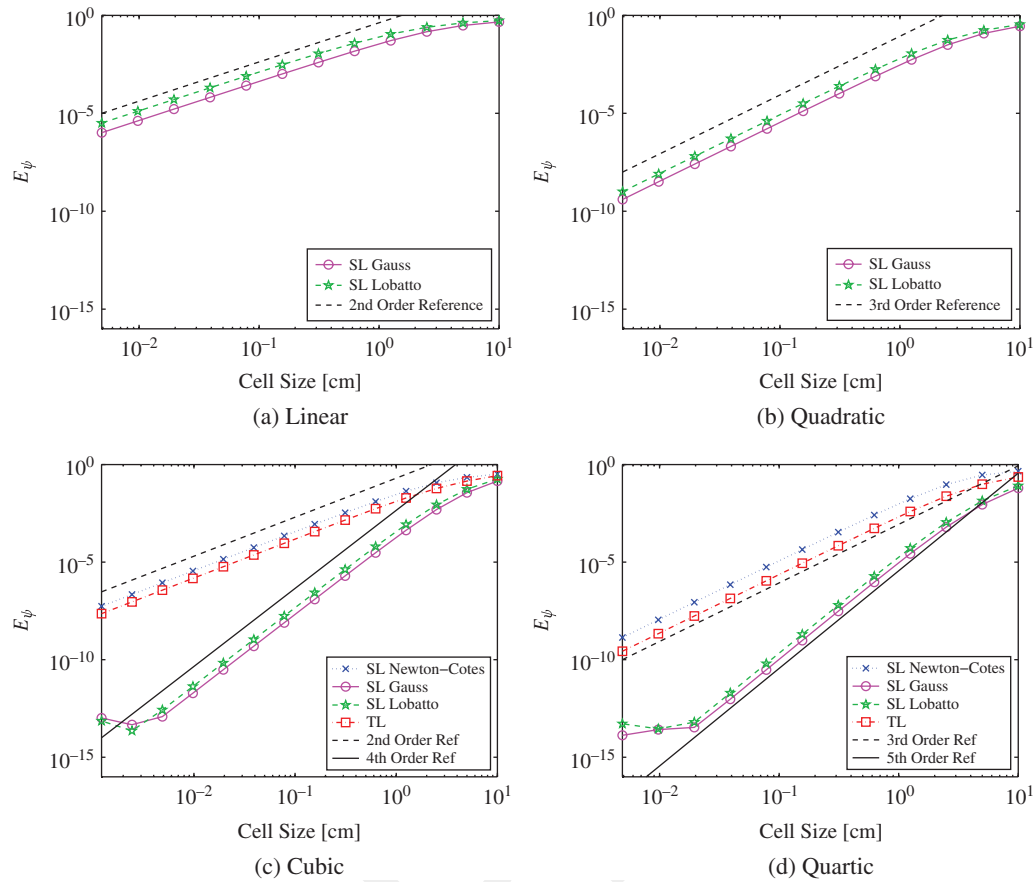 10^0
10^−5
10^−10
10^−15
E_ψ
SL Gauss
SL Lobatto
2nd Order Reference
10^−2
10^−1
10^0
10^1
Cell Size [cm]
(a) Linear
10^0
10^−5
10^−10
10^−15
E_ψ
SL Gauss
SL Lobatto
3rd Order Reference
10^−2
10^−1
10^0
10^1
Cell Size [cm]
(b) Quadratic
10^0
10^−5
10^−10
10^−15
E_ψ
SL Newton−Cotes
SL Gauss
SL Lobatto
TL
2nd Order Ref
4th Order Ref
10^−2
10^−1
10^0
10^1
Cell Size [cm]
(c) Cubic
10^0
10^−5
10^−10
10^−15
E_ψ
SL Newton−Cotes
SL Gauss
SL Lobatto
TL
3rd Order Ref
5th Order Ref
10^−2
10^−1
10^0
10^1
Cell Size [cm]
(d) Quartic